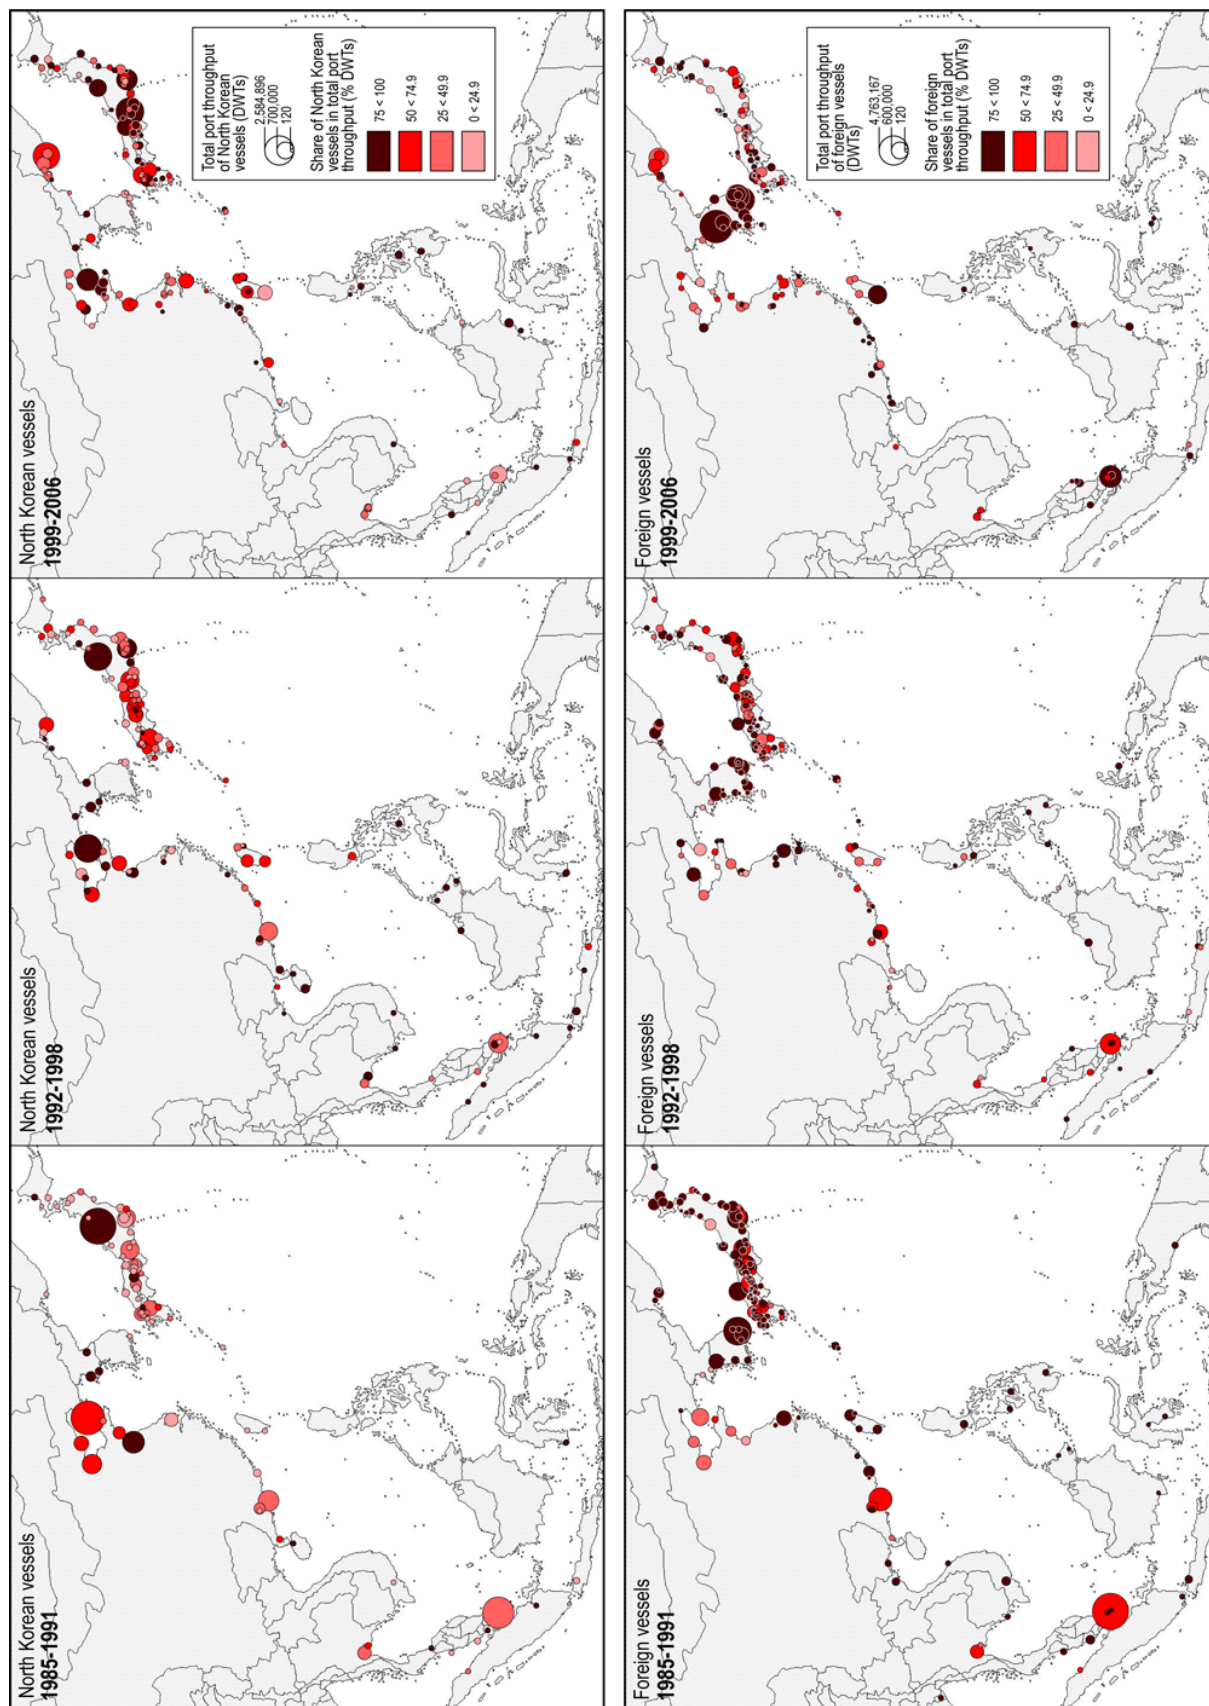 North Korean vessels
1985-1991
North Korean vessels
1992-1998
North Korean vessels
1999-2006
Total port throughput
of North Korean
vessels (DWTs)
2,584,896
700,000
120
Share of North Korean
vessels in total port
throughput (% DWTs)
75 < 100
50 < 74.9
25 < 49.9
0 < 24.9
Foreign vessels
1985-1991
Foreign vessels
1992-1998
Foreign vessels
1999-2006
Total port throughput
of foreign vessels
(DWTs)
4,763,167
600,000
120
Share of foreign
vessels in total port
throughput (% DWTs)
75 < 100
50 < 74.9
25 < 49.9
0 < 24.9